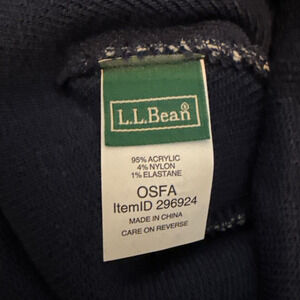 L.L.Bean®
95% ACRYLIC
4% NYLON
1% ELASTANE
OSFA
ItemID 296924
MADE IN CHINA
CARE ON REVERSE